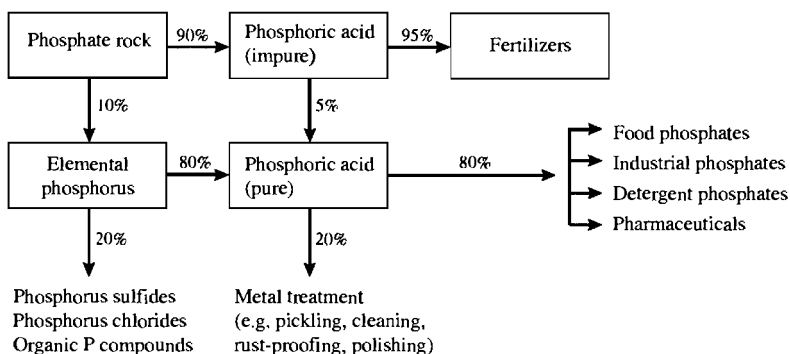 Phosphate rock
90%
Phosphoric acid
(impure)
95%
Fertilizers
10%
5%
Elemental
phosphorus
80%
Phosphoric acid
(pure)
80%
Food phosphates
Industrial phosphates
Detergent phosphates
Pharmaceuticals
20%
20%
Phosphorus sulfides
Phosphorus chlorides
Organic P compounds
Metal treatment
(e.g. pickling, cleaning,
rust-proofing, polishing)